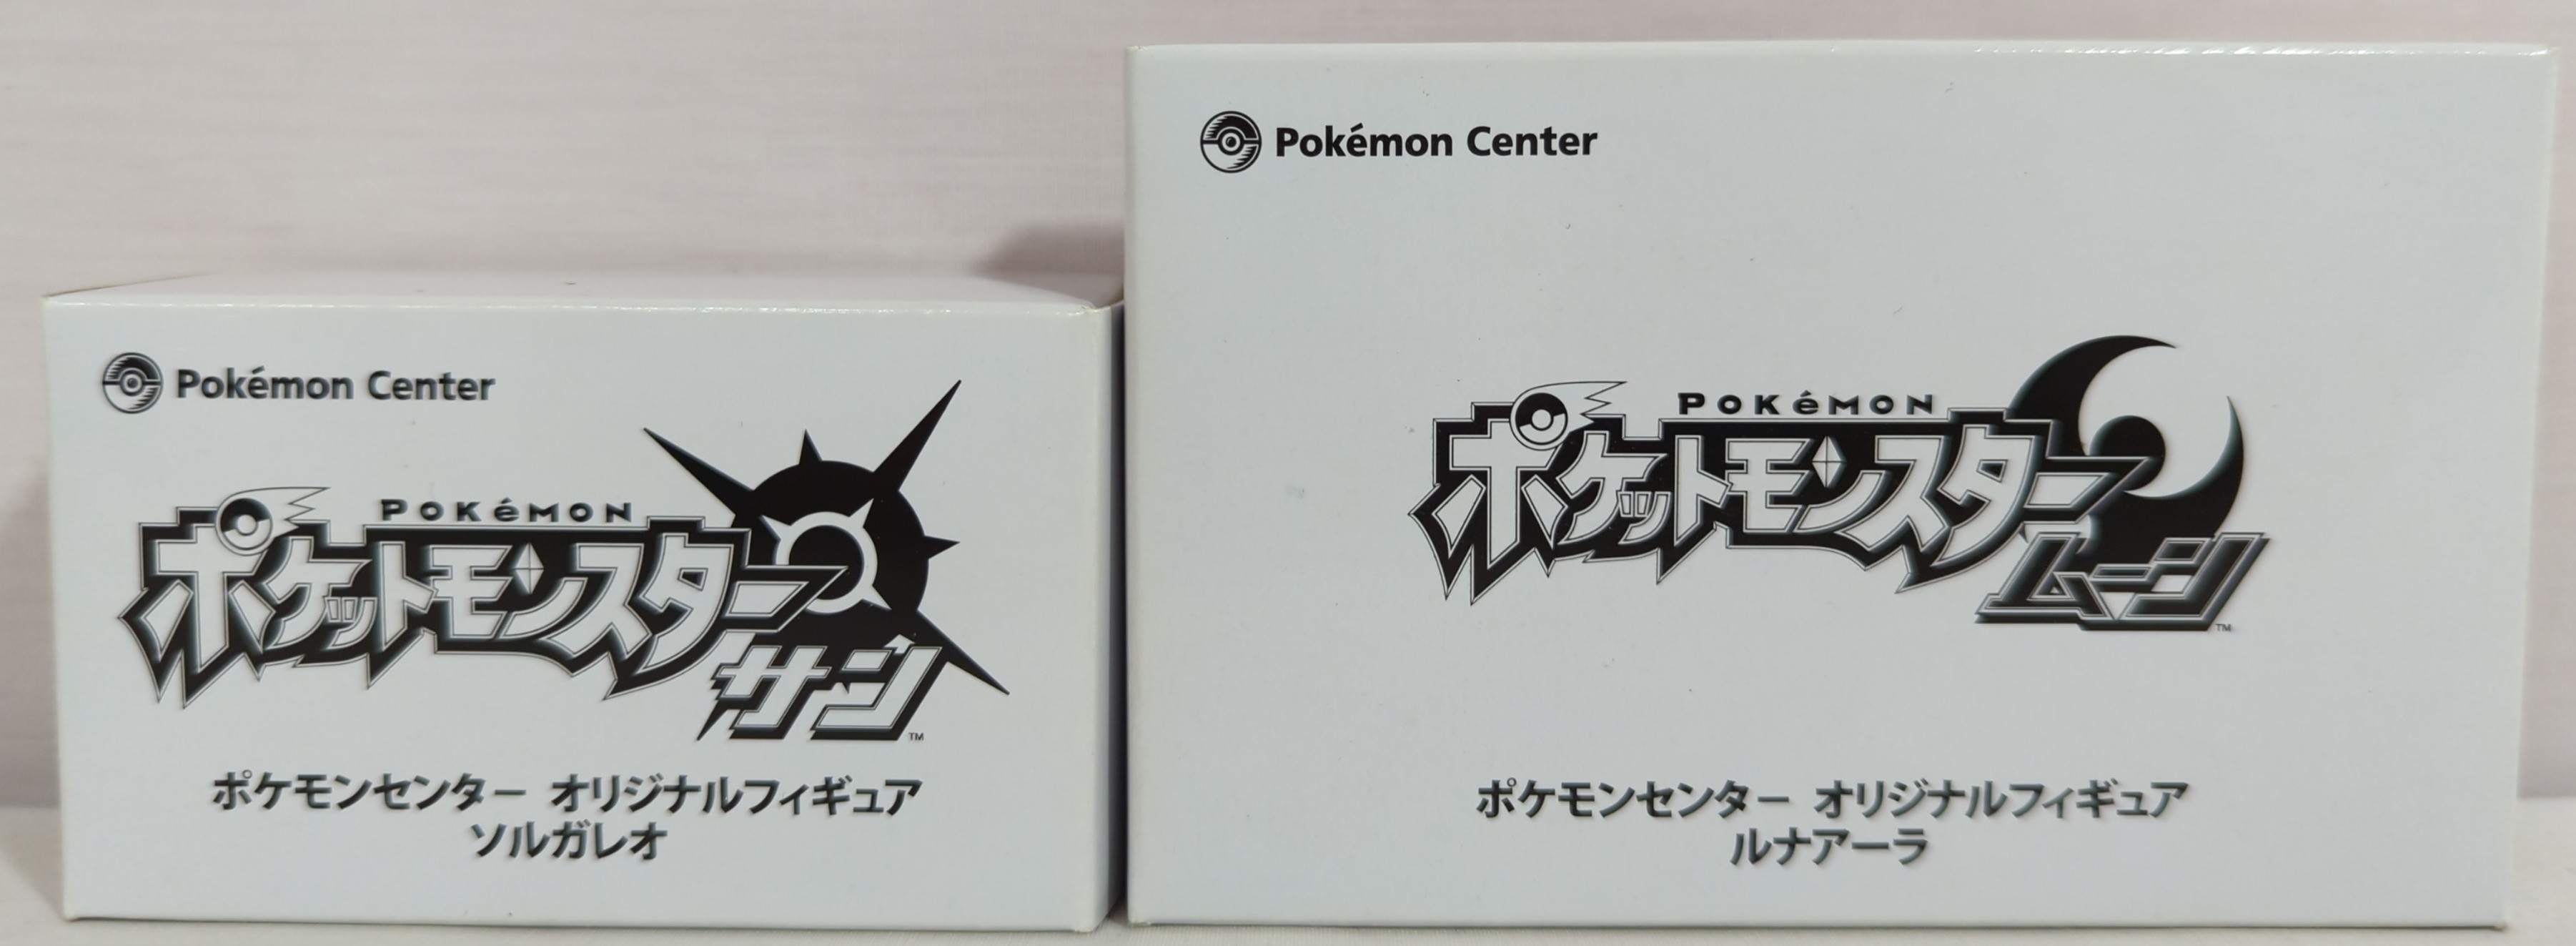 Pokémon Center
POKéMON
ポケットモンスター
サン
TM
ポケモンセンター オリジナルフィギュア
ソルガレオ
Pokémon Center
POKéMON
ポケットモンスター
ムーン
TM
ポケモンセンター オリジナルフィギュア
ルナアーラ